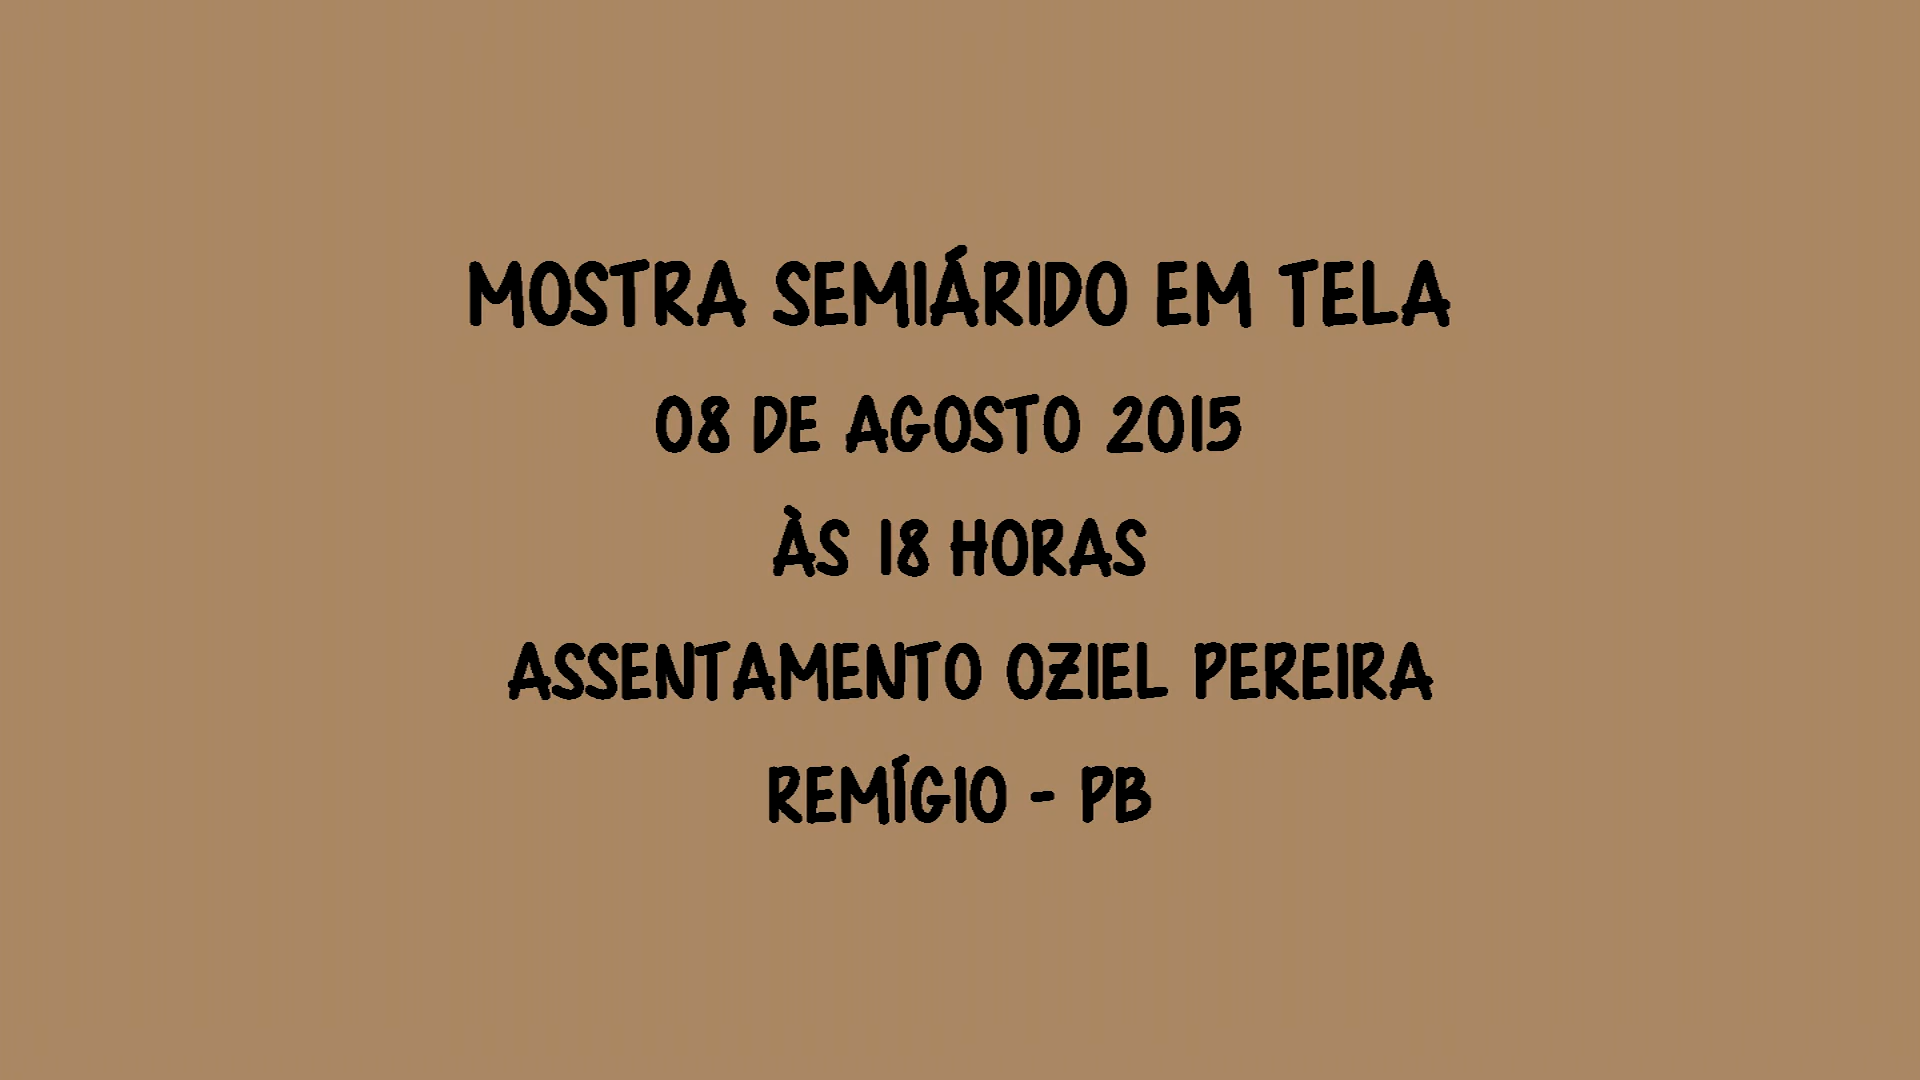 MOSTRA SEMIÁRIDO EM TELA
08 DE AGOSTO 2015
ÀS 18 HORAS
ASSENTAMENTO OZIEL PEREIRA
REMÍGIO - PB